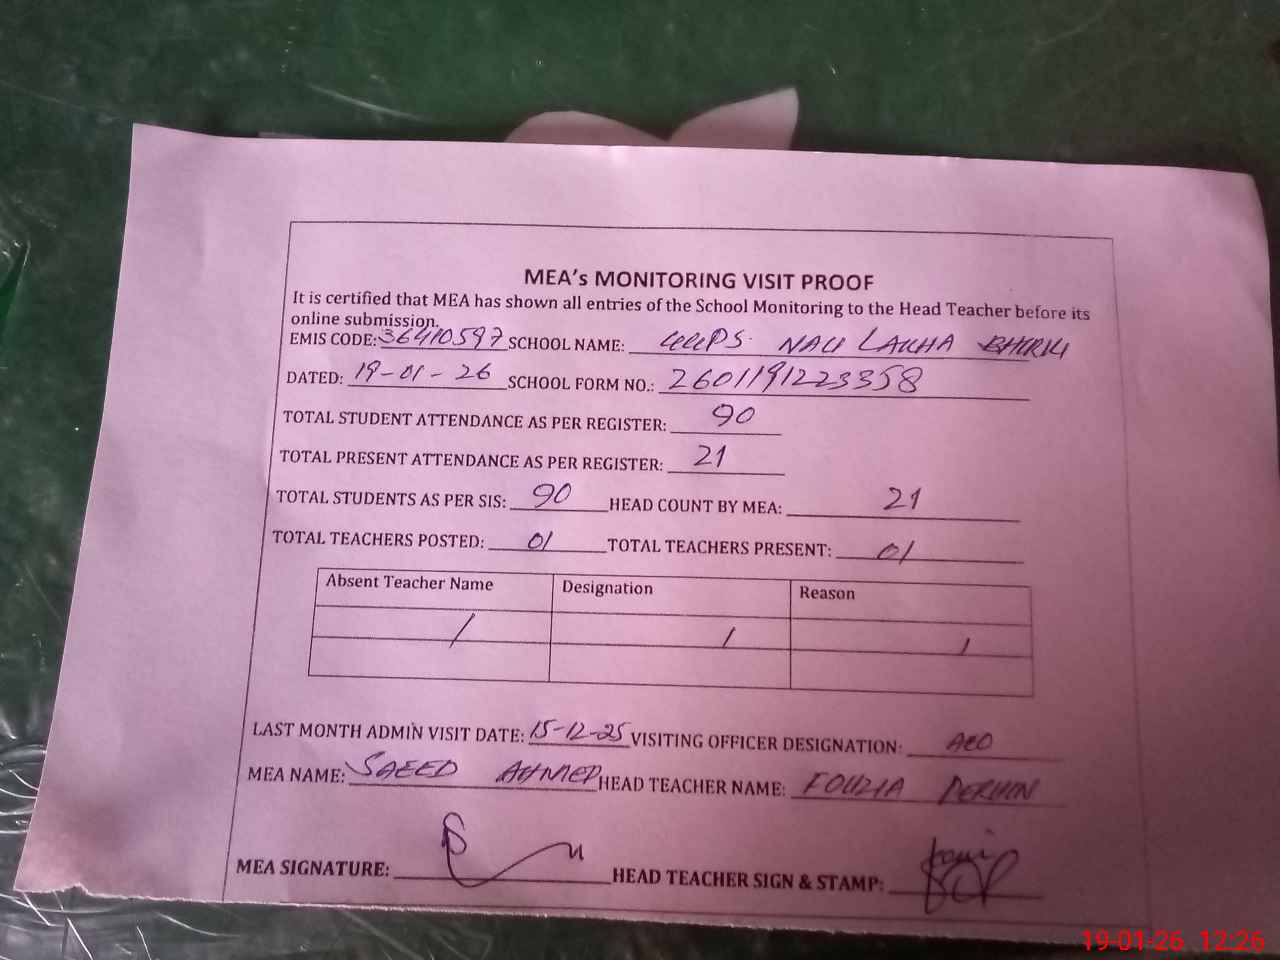 MEA's MONITORING VISIT PROOF
It is certified that MEA has shown all entries of the School Monitoring to the Head Teacher before its
online submission.
EMIS CODE: 36410597 SCHOOL NAME: NAU LAKHA
DATED: 19-01-26 SCHOOL FORM NO.: 2601191223358
TOTAL STUDENT ATTENDANCE AS PER REGISTER: 90
TOTAL PRESENT ATTENDANCE AS PER REGISTER: 21
TOTAL STUDENTS AS PER SIS: 90 HEAD COUNT BY MEA: 21
TOTAL TEACHERS POSTED: 01 TOTAL TEACHERS PRESENT: 01
Absent Teacher Name Designation Reason
/ / /
LAST MONTH ADMIN VISIT DATE: 15-12-25 VISITING OFFICER DESIGNATION: AEO
MEA NAME: SAEED AHMED HEAD TEACHER NAME: FOUZIA
MEA SIGNATURE: HEAD TEACHER SIGN & STAMP:
19-01-26 12:26